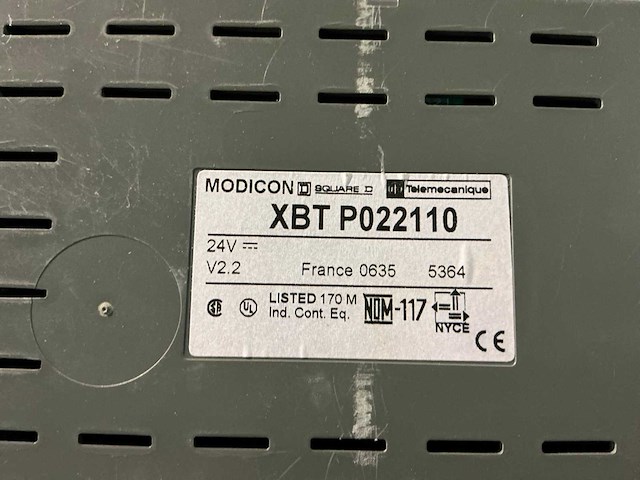 MODICON D SQUARE D Telemecanique
XBT P022110
24V
V2.2 France 0635 5364
LISTED 170 M
Ind. Cont. Eq.
UL
NOM-117
NYCE
CE